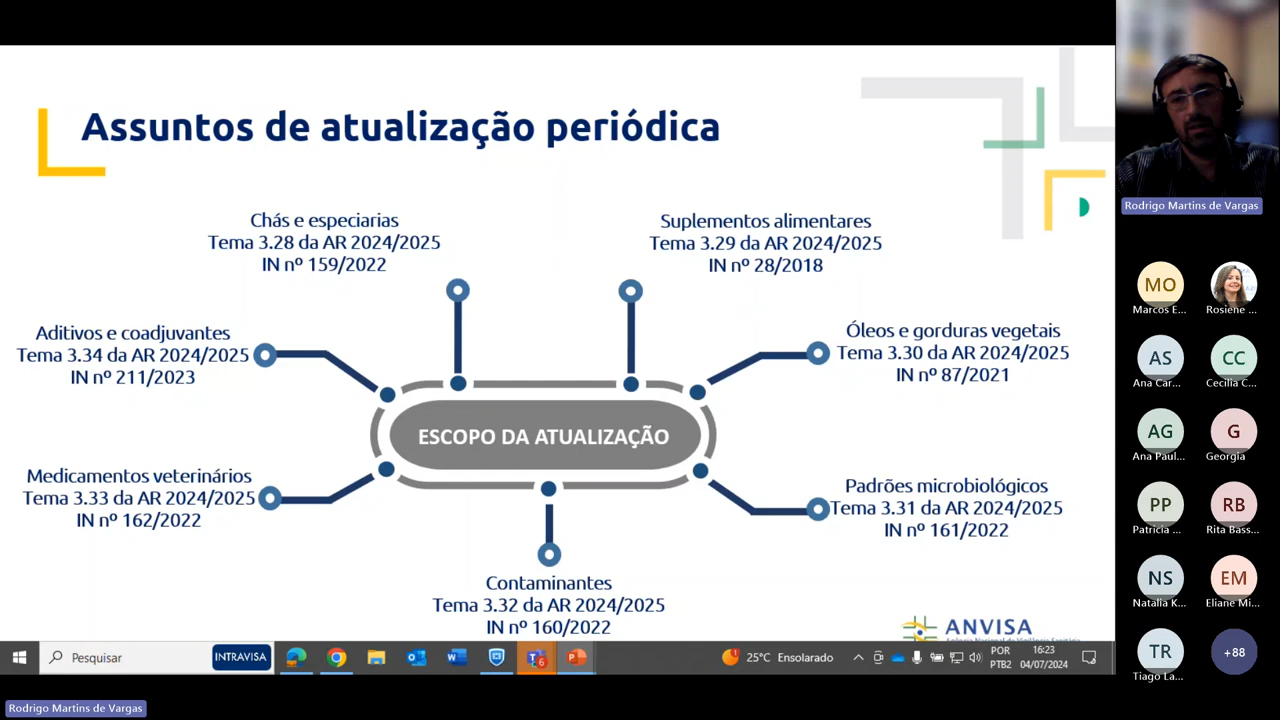 Assuntos de atualização periódica
Chás e especiarias
Tema 3.28 da AR 2024/2025
IN nº 159/2022
Suplementos alimentares
Tema 3.29 da AR 2024/2025
IN nº 28/2018
Aditivos e coadjuvantes
Tema 3.34 da AR 2024/2025
IN nº 211/2023
Óleos e gorduras vegetais
Tema 3.30 da AR 2024/2025
IN nº 87/2021
ESCOPO DA ATUALIZAÇÃO
Medicamentos veterinários
Tema 3.33 da AR 2024/2025
IN nº 162/2022
Padrões microbiológicos
Tema 3.31 da AR 2024/2025
IN nº 161/2022
Contaminantes
Tema 3.32 da AR 2024/2025
IN nº 160/2022
ANVISA
Agência Nacional de Vigilância Sanitária
Pesquisar
INTRAVISA
6
1
25°C Ensolarado
POR
PTB2
16:23
04/07/2024
Rodrigo Martins de Vargas
MO
Marcos E...
Rosiene ...
AS
Ana Car...
CC
Cecilia C...
AG
Ana Paul...
G
Georgia
PP
Patricia ...
RB
Rita Bass...
NS
Natalia K...
EM
Eliane Mi...
TR
Tiago La...
+88
Rodrigo Martins de Vargas